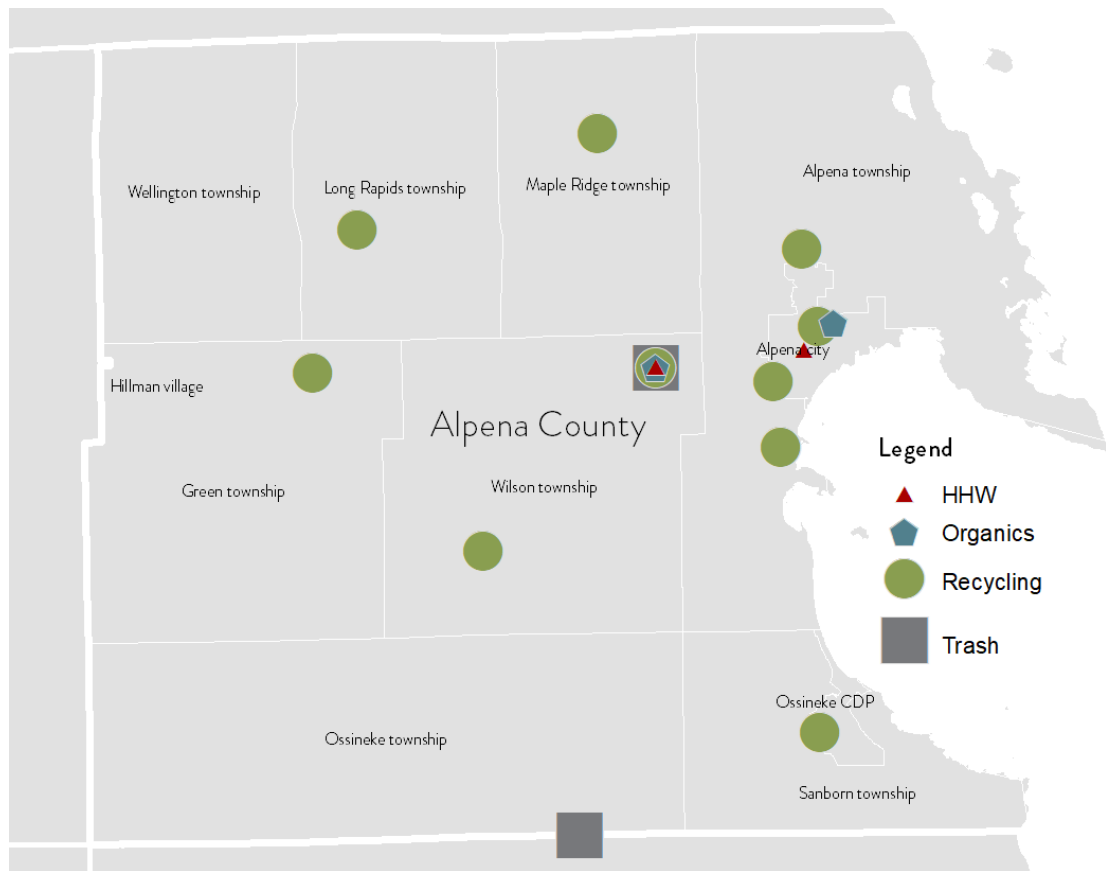 Alpena township
Wellington township
Long Rapids township
Maple Ridge township
Alpena city
Hillman village
Alpena County
Legend
Green township
Wilson township
HHW
Organics
Recycling
Trash
Ossineke CDP
Ossineke township
Sanborn township